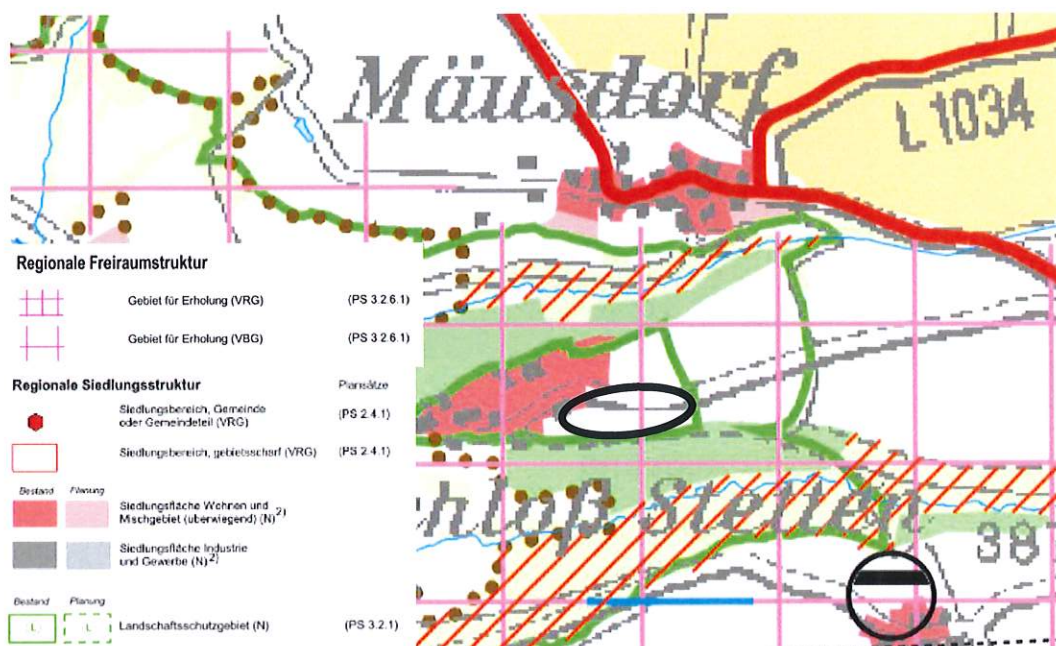 Mäusdorf
L 1034
Regionale Freiraumstruktur
Gebiet für Erholung (VRG) (PS 3.2.6.1)
Gebiet für Erholung (VBG) (PS 3.2.6.1)
Regionale Siedlungsstruktur Plansätze
Siedlungsbereich, Gemeinde (PS 2.4.1)
oder Gemeindeteil (VRG)
Siedlungsbereich, gebietsscharf (VRG) (PS 2.4.1)
Bestand Planung
Siedlungsfläche Wohnen und
Mischgebiet (überwiegend) (N)2)
Siedlungsfläche Industrie
und Gewerbe (N)2)
Bestand Planung
L L Landschaftsschutzgebiet (N) (PS 3.2.1)
hloß Stetten
38